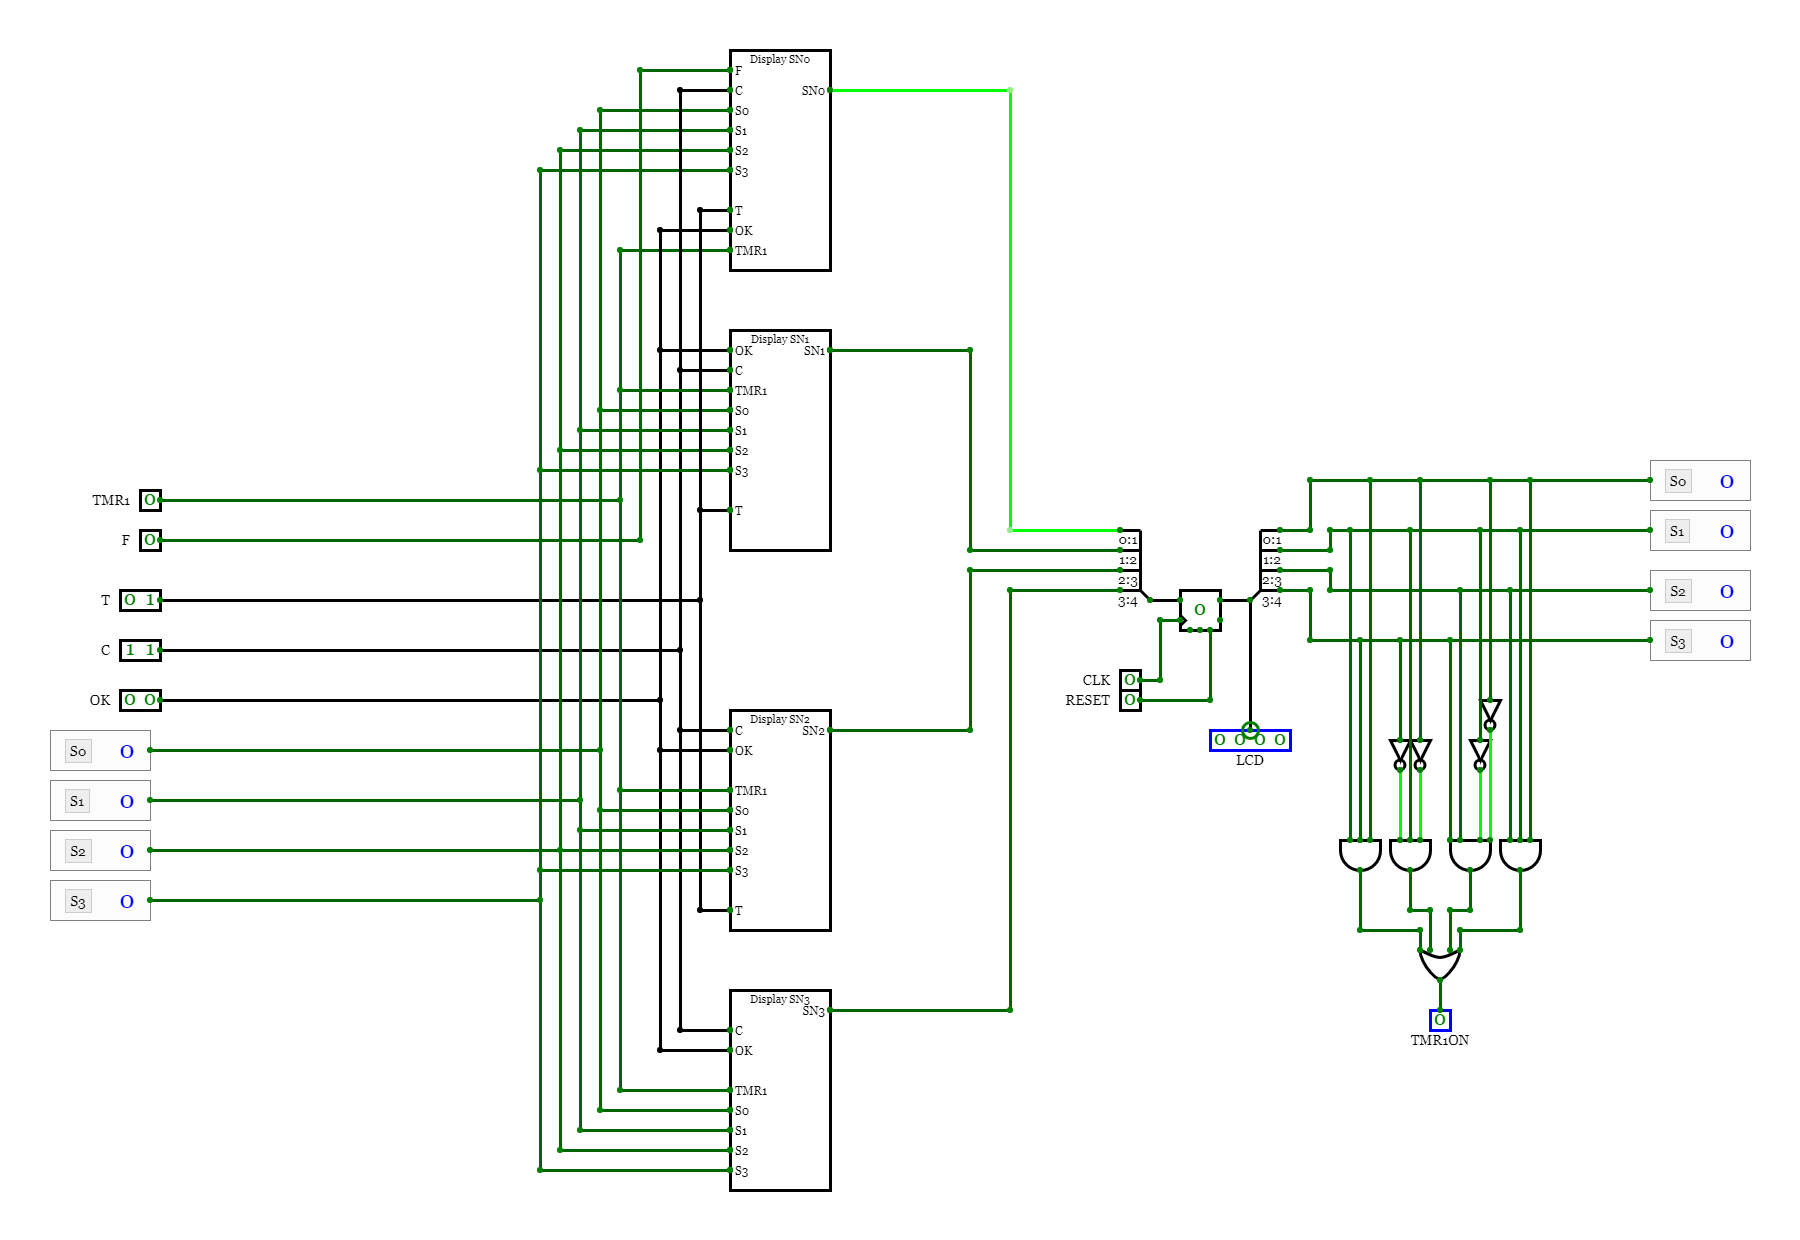 Display SN0
F
C
S0
S1
S2
S3
T
OK
TMR1
SN0
Display SN1
OK
C
TMR1
S0
S1
S2
S3
T
SN1
TMR1 0
F 0
T 0 1
C 1 1
OK 0 0
S0 0
S1 0
S2 0
S3 0
Display SN2
C
OK
TMR1
S0
S1
S2
S3
T
SN2
Display SN3
C
OK
TMR1
S0
S1
S2
S3
SN3
0:1
1:2
2:3
3:4
0
CLK 0
RESET 0
0 0 0 0
LCD
0:1
1:2
2:3
3:4
S0 0
S1 0
S2 0
S3 0
0
TMR1ON